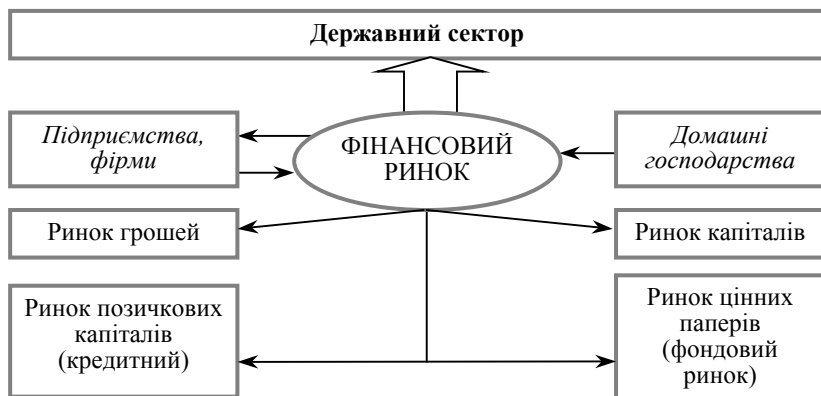 Державний сектор
Підприємства,
фірми
ФІНАНСОВИЙ
РИНОК
Домашні
господарства
Ринок грошей
Ринок капіталів
Ринок позичкових
капіталів
(кредитний)
Ринок цінних
паперів
(фондовий
ринок)